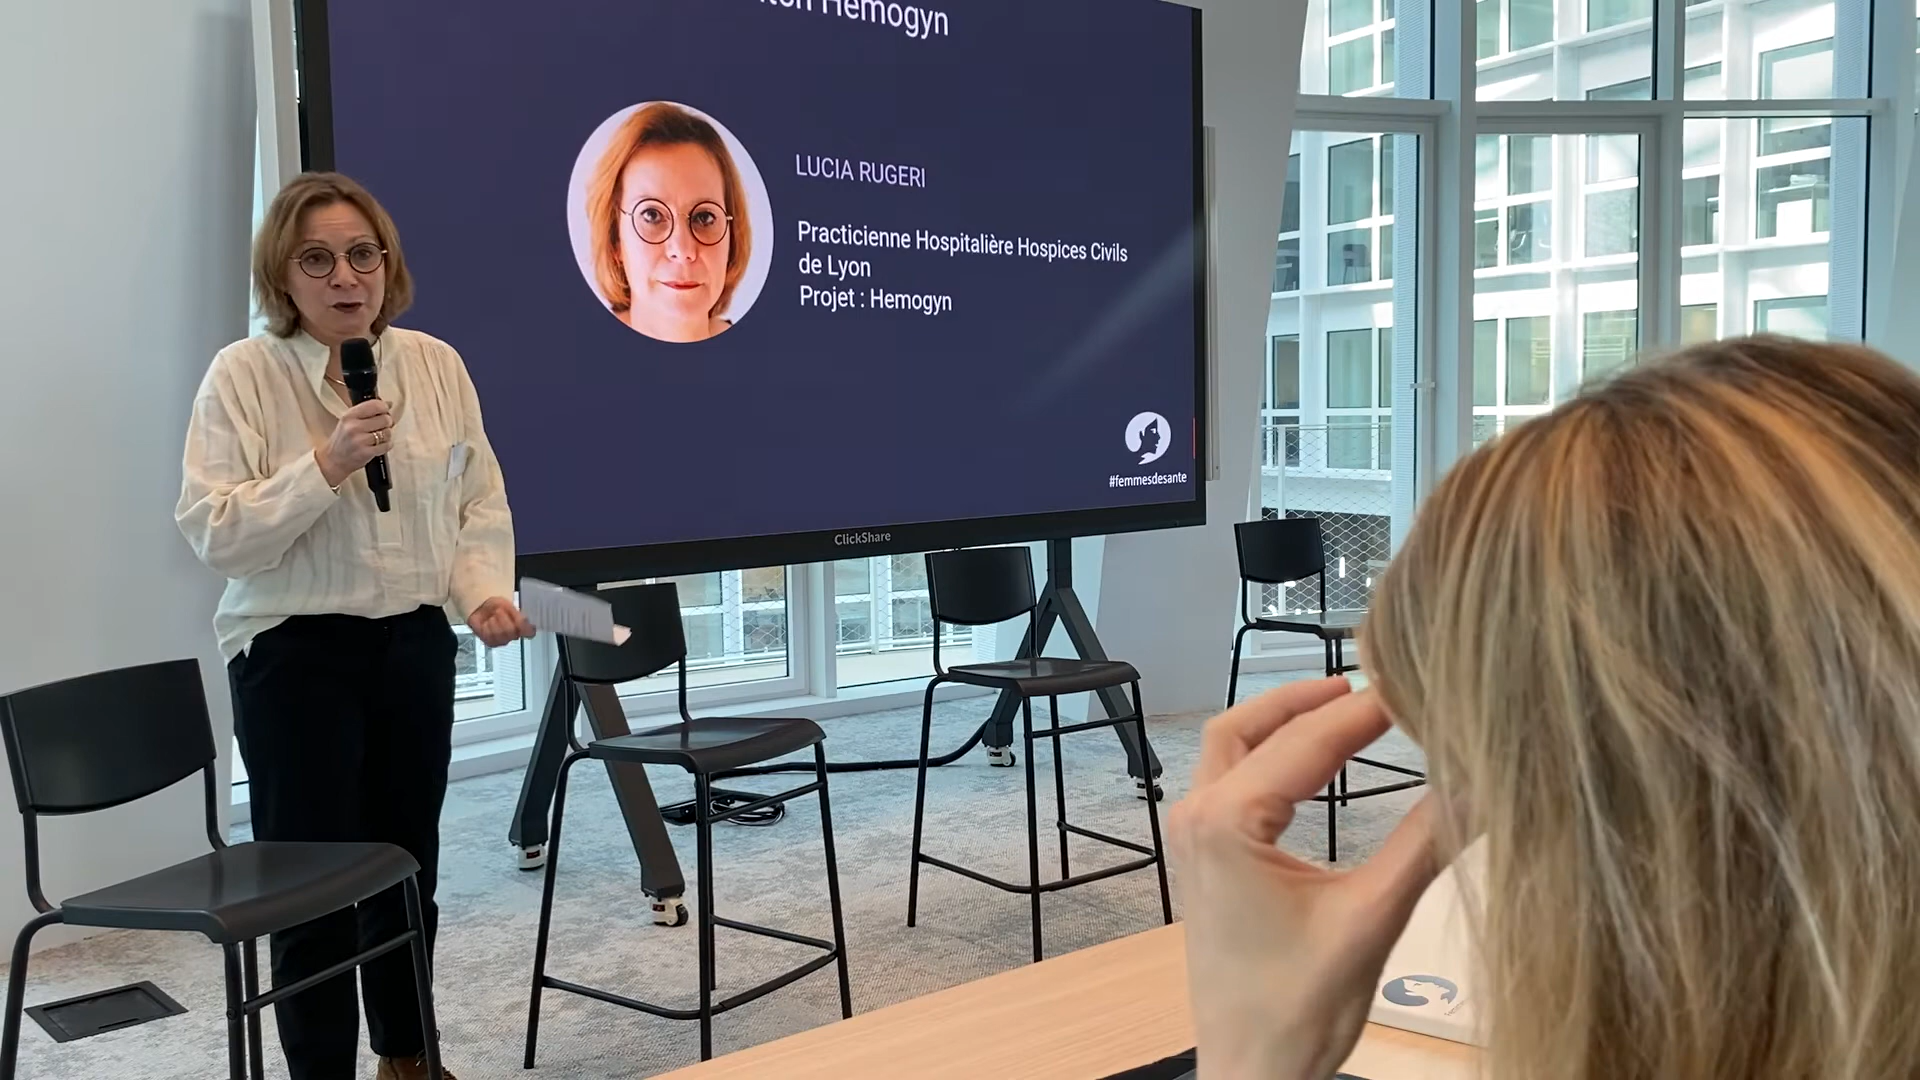 Hemogyn
LUCIA RUGERI
Practicienne Hospitalière Hospices Civils
de Lyon
Projet : Hemogyn
#femmesdesante
ClickShare